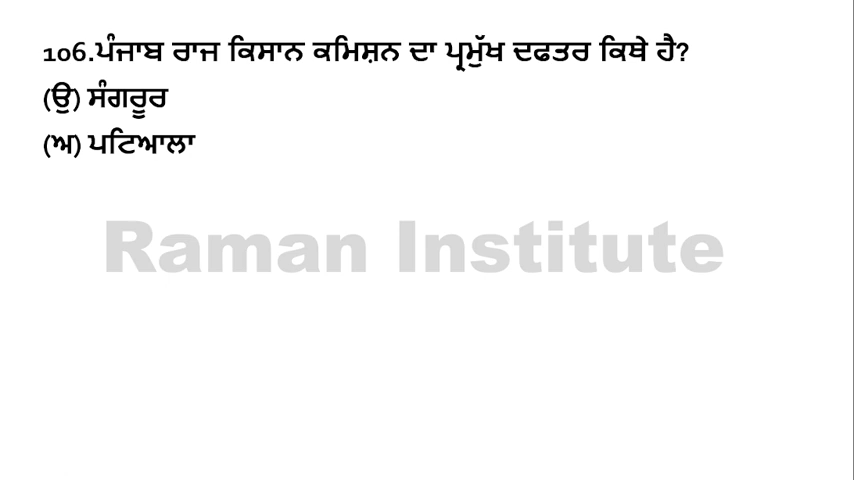 106.ਪੰਜਾਬ ਰਾਜ ਕਿਸਾਨ ਕਮਿਸ਼ਨ ਦਾ ਪ੍ਰਮੁੱਖ ਦਫਤਰ ਕਿਥੇ ਹੈ?
(ਉ) ਸੰਗਰੂਰ
(ਅ) ਪਟਿਆਲਾ
Raman Institute